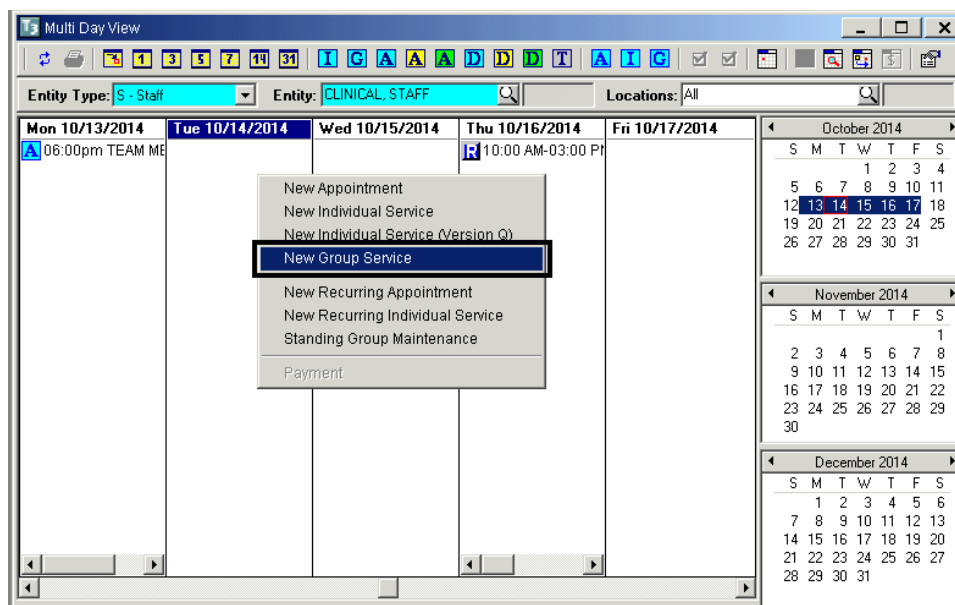 T3 Multi Day View
1 3 5 7 14 31 I G A A A D D D T A I G $
Entity Type: S - Staff Entity: CLINICAL, STAFF Locations: All
Mon 10/13/2014 Tue 10/14/2014 Wed 10/15/2014 Thu 10/16/2014 Fri 10/17/2014
A 06:00pm TEAM ME R 10:00 AM-03:00 PM
New Appointment
New Individual Service
New Individual Service (Version Q)
New Group Service
New Recurring Appointment
New Recurring Individual Service
Standing Group Maintenance
Payment
October 2014
S M T W T F S
1 2 3 4
5 6 7 8 9 10 11
12 13 14 15 16 17 18
19 20 21 22 23 24 25
26 27 28 29 30 31
November 2014
S M T W T F S
1
2 3 4 5 6 7 8
9 10 11 12 13 14 15
16 17 18 19 20 21 22
23 24 25 26 27 28 29
30
December 2014
S M T W T F S
1 2 3 4 5 6
7 8 9 10 11 12 13
14 15 16 17 18 19 20
21 22 23 24 25 26 27
28 29 30 31